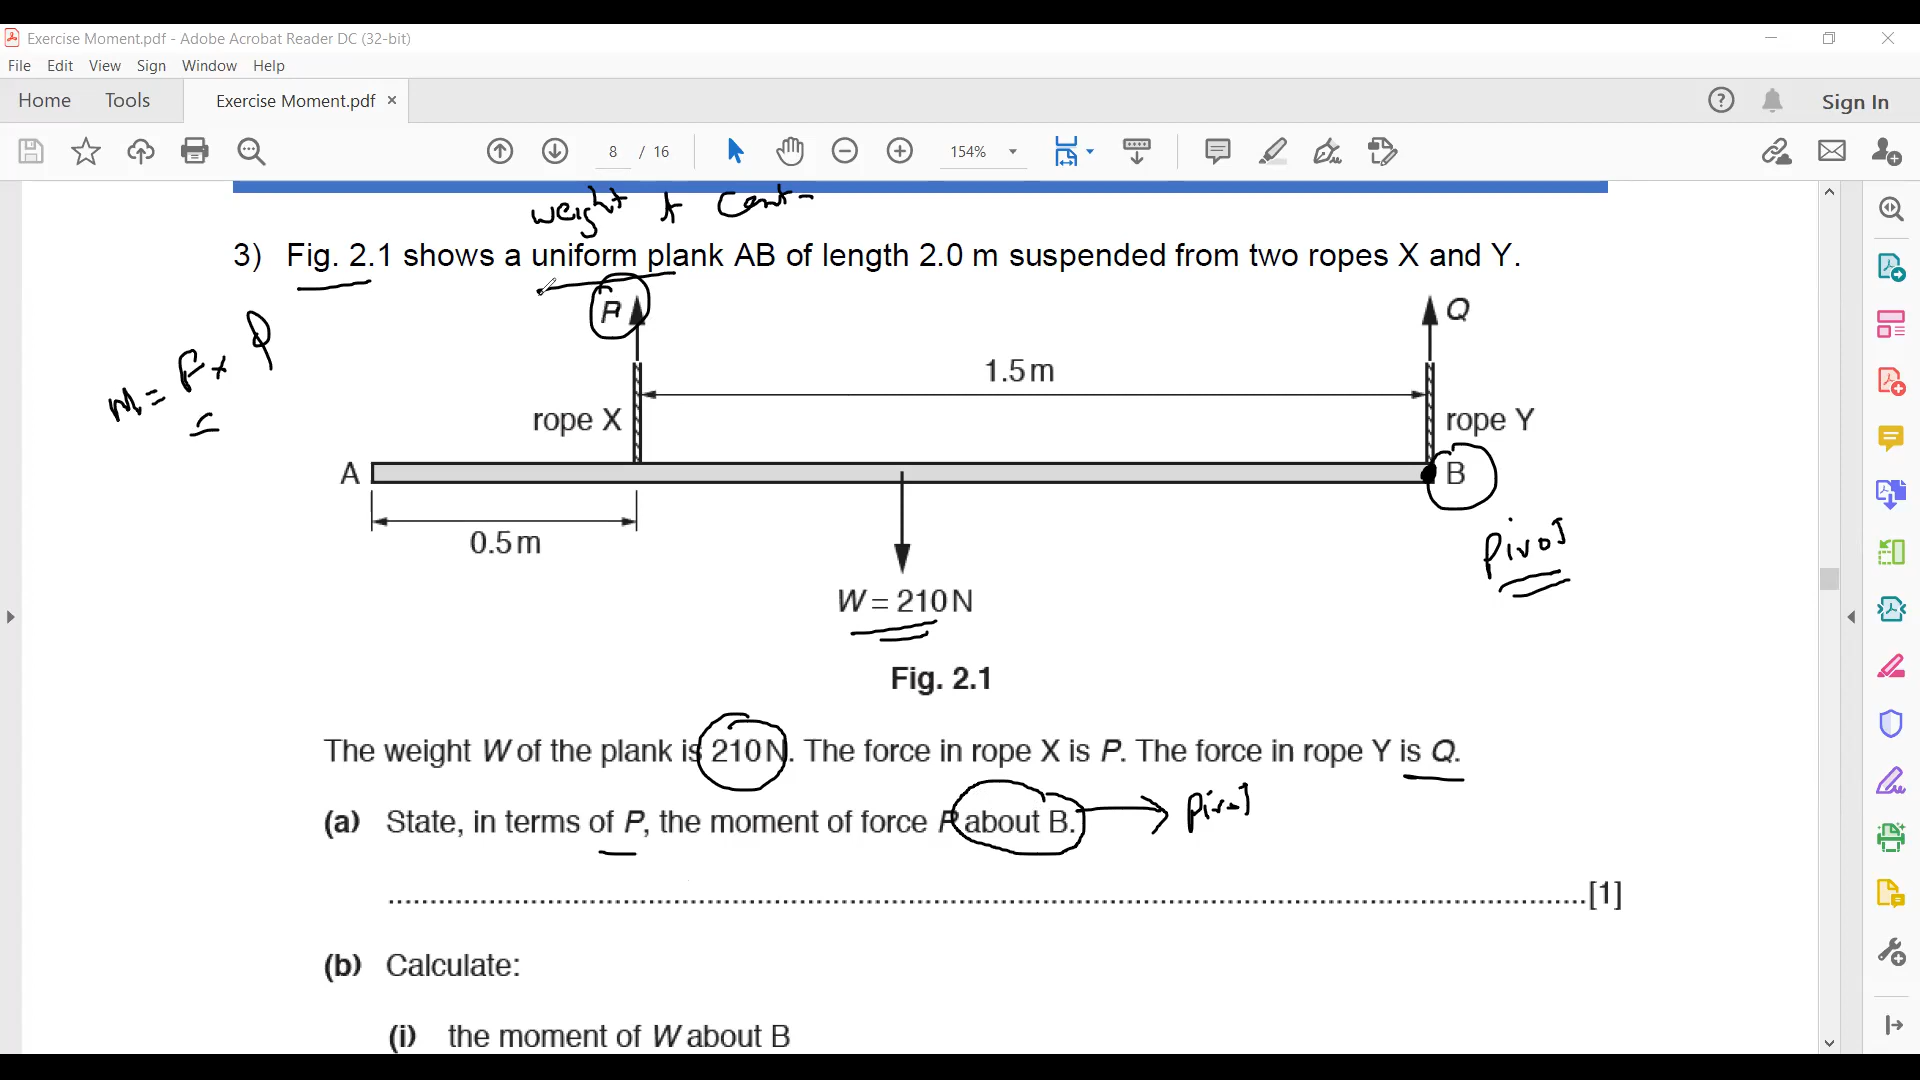 Exercise Moment.pdf - Adobe Acrobat Reader DC (32-bit)
File Edit View Sign Window Help
Home Tools Exercise Moment.pdf × Sign In
8 / 16 154%
weight
3) Fig. 2.1 shows a uniform plank AB of length 2.0 m suspended from two ropes X and Y.
P Q
M = F x
1.5 m
rope X rope Y
A B
0.5 m
Pivot
W = 210 N
Fig. 2.1
The weight W of the plank is 210 N. The force in rope X is P. The force in rope Y is Q.
(a) State, in terms of P, the moment of force P about B. Pivot
[1]
(b) Calculate:
(i) the moment of W about B